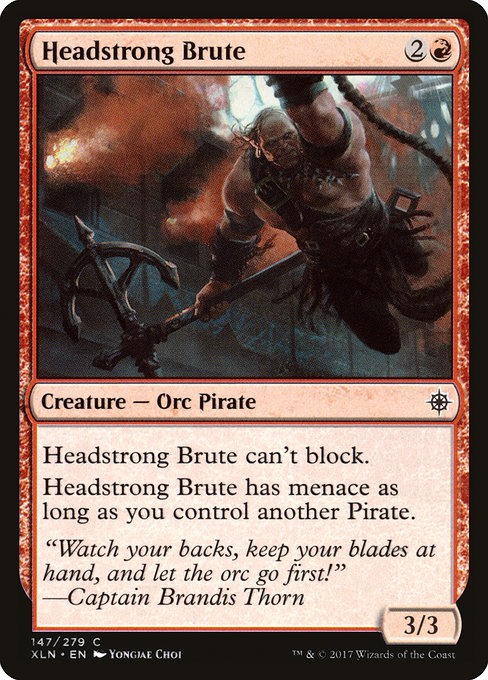 Headstrong Brute 2
Creature — Orc Pirate
Headstrong Brute can't block.
Headstrong Brute has menace as
long as you control another Pirate.
“Watch your backs, keep your blades at
hand, and let the orc go first!”
—Captain Brandis Thorn
3/3
147/279 C
XLN • EN Yongjae Choi
™ & © 2017 Wizards of the Coast